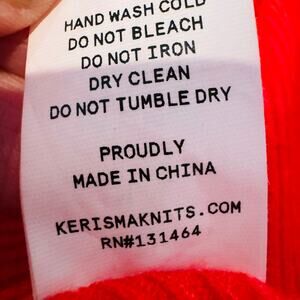 HAND WASH COLD
DO NOT BLEACH
DO NOT IRON
DRY CLEAN
DO NOT TUMBLE DRY
PROUDLY
MADE IN CHINA
KERISMAKNITS.COM
RN#131464